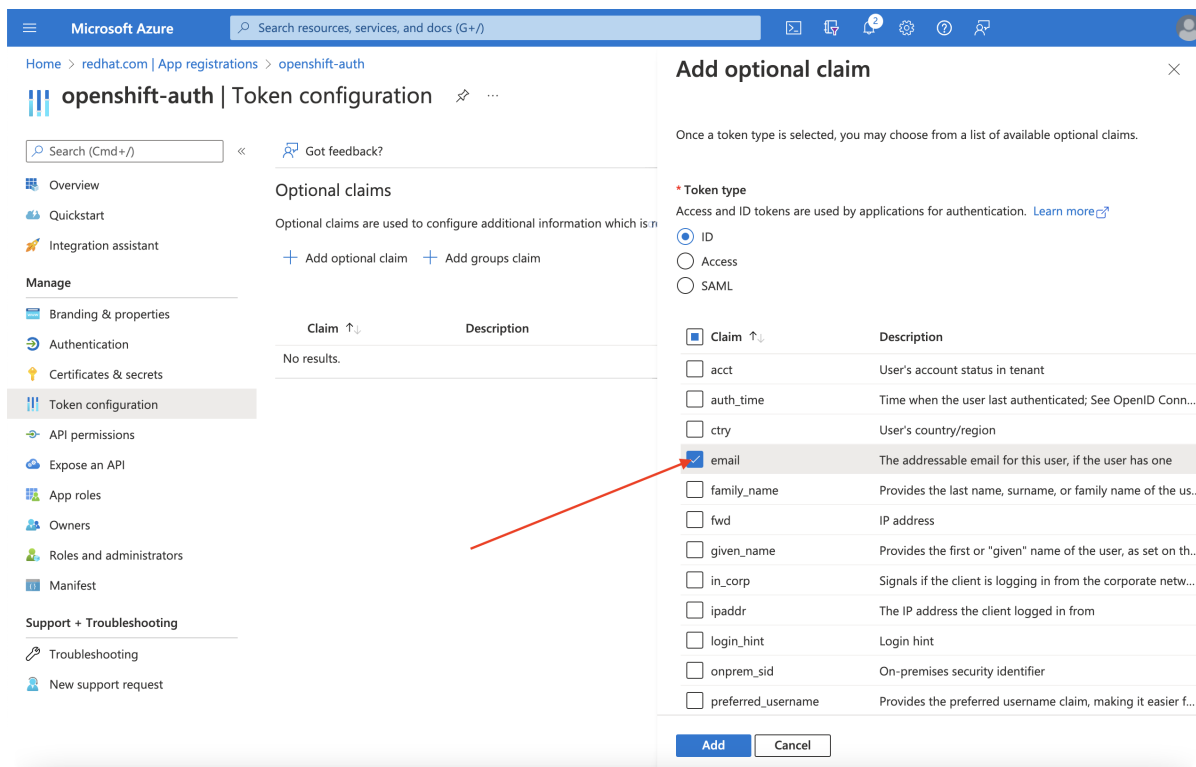 Microsoft Azure
Search resources, services, and docs (G+/)
2
Home > redhat.com | App registrations > openshift-auth
openshift-auth | Token configuration
...
Search (Cmd+/)
«
Overview
Quickstart
Integration assistant
Manage
Branding & properties
Authentication
Certificates & secrets
Token configuration
API permissions
Expose an API
App roles
Owners
Roles and administrators
Manifest
Support + Troubleshooting
Troubleshooting
New support request
Got feedback?
Optional claims
Optional claims are used to configure additional information which is
+ Add optional claim + Add groups claim
Claim ↑↓ Description
No results.
Add optional claim
Once a token type is selected, you may choose from a list of available optional claims.
* Token type
Access and ID tokens are used by applications for authentication. Learn more
ID
Access
SAML
Claim ↑↓ Description
acct User's account status in tenant
auth_time Time when the user last authenticated; See OpenID Conn...
ctry User's country/region
email The addressable email for this user, if the user has one
family_name Provides the last name, surname, or family name of the us...
fwd IP address
given_name Provides the first or "given" name of the user, as set on th...
in_corp Signals if the client is logging in from the corporate netw...
ipaddr The IP address the client logged in from
login_hint Login hint
onprem_sid On-premises security identifier
preferred_username Provides the preferred username claim, making it easier f...
Add Cancel